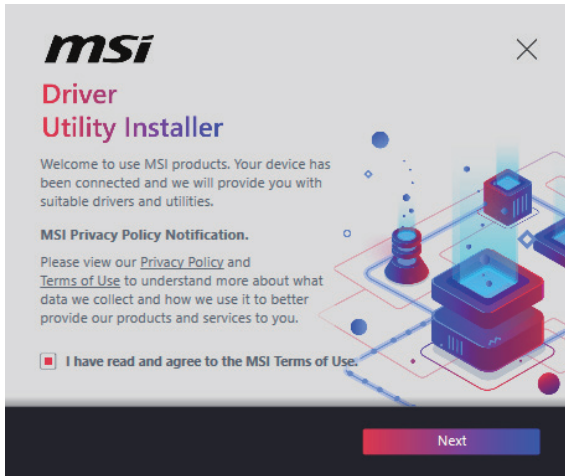 msi
Driver
Utility Installer
Welcome to use MSI products. Your device has
been connected and we will provide you with
suitable drivers and utilities.
MSI Privacy Policy Notification.
Please view our Privacy Policy and
Terms of Use to understand more about what
data we collect and how we use it to better
provide our products and services to you.
I have read and agree to the MSI Terms of Use.
Next